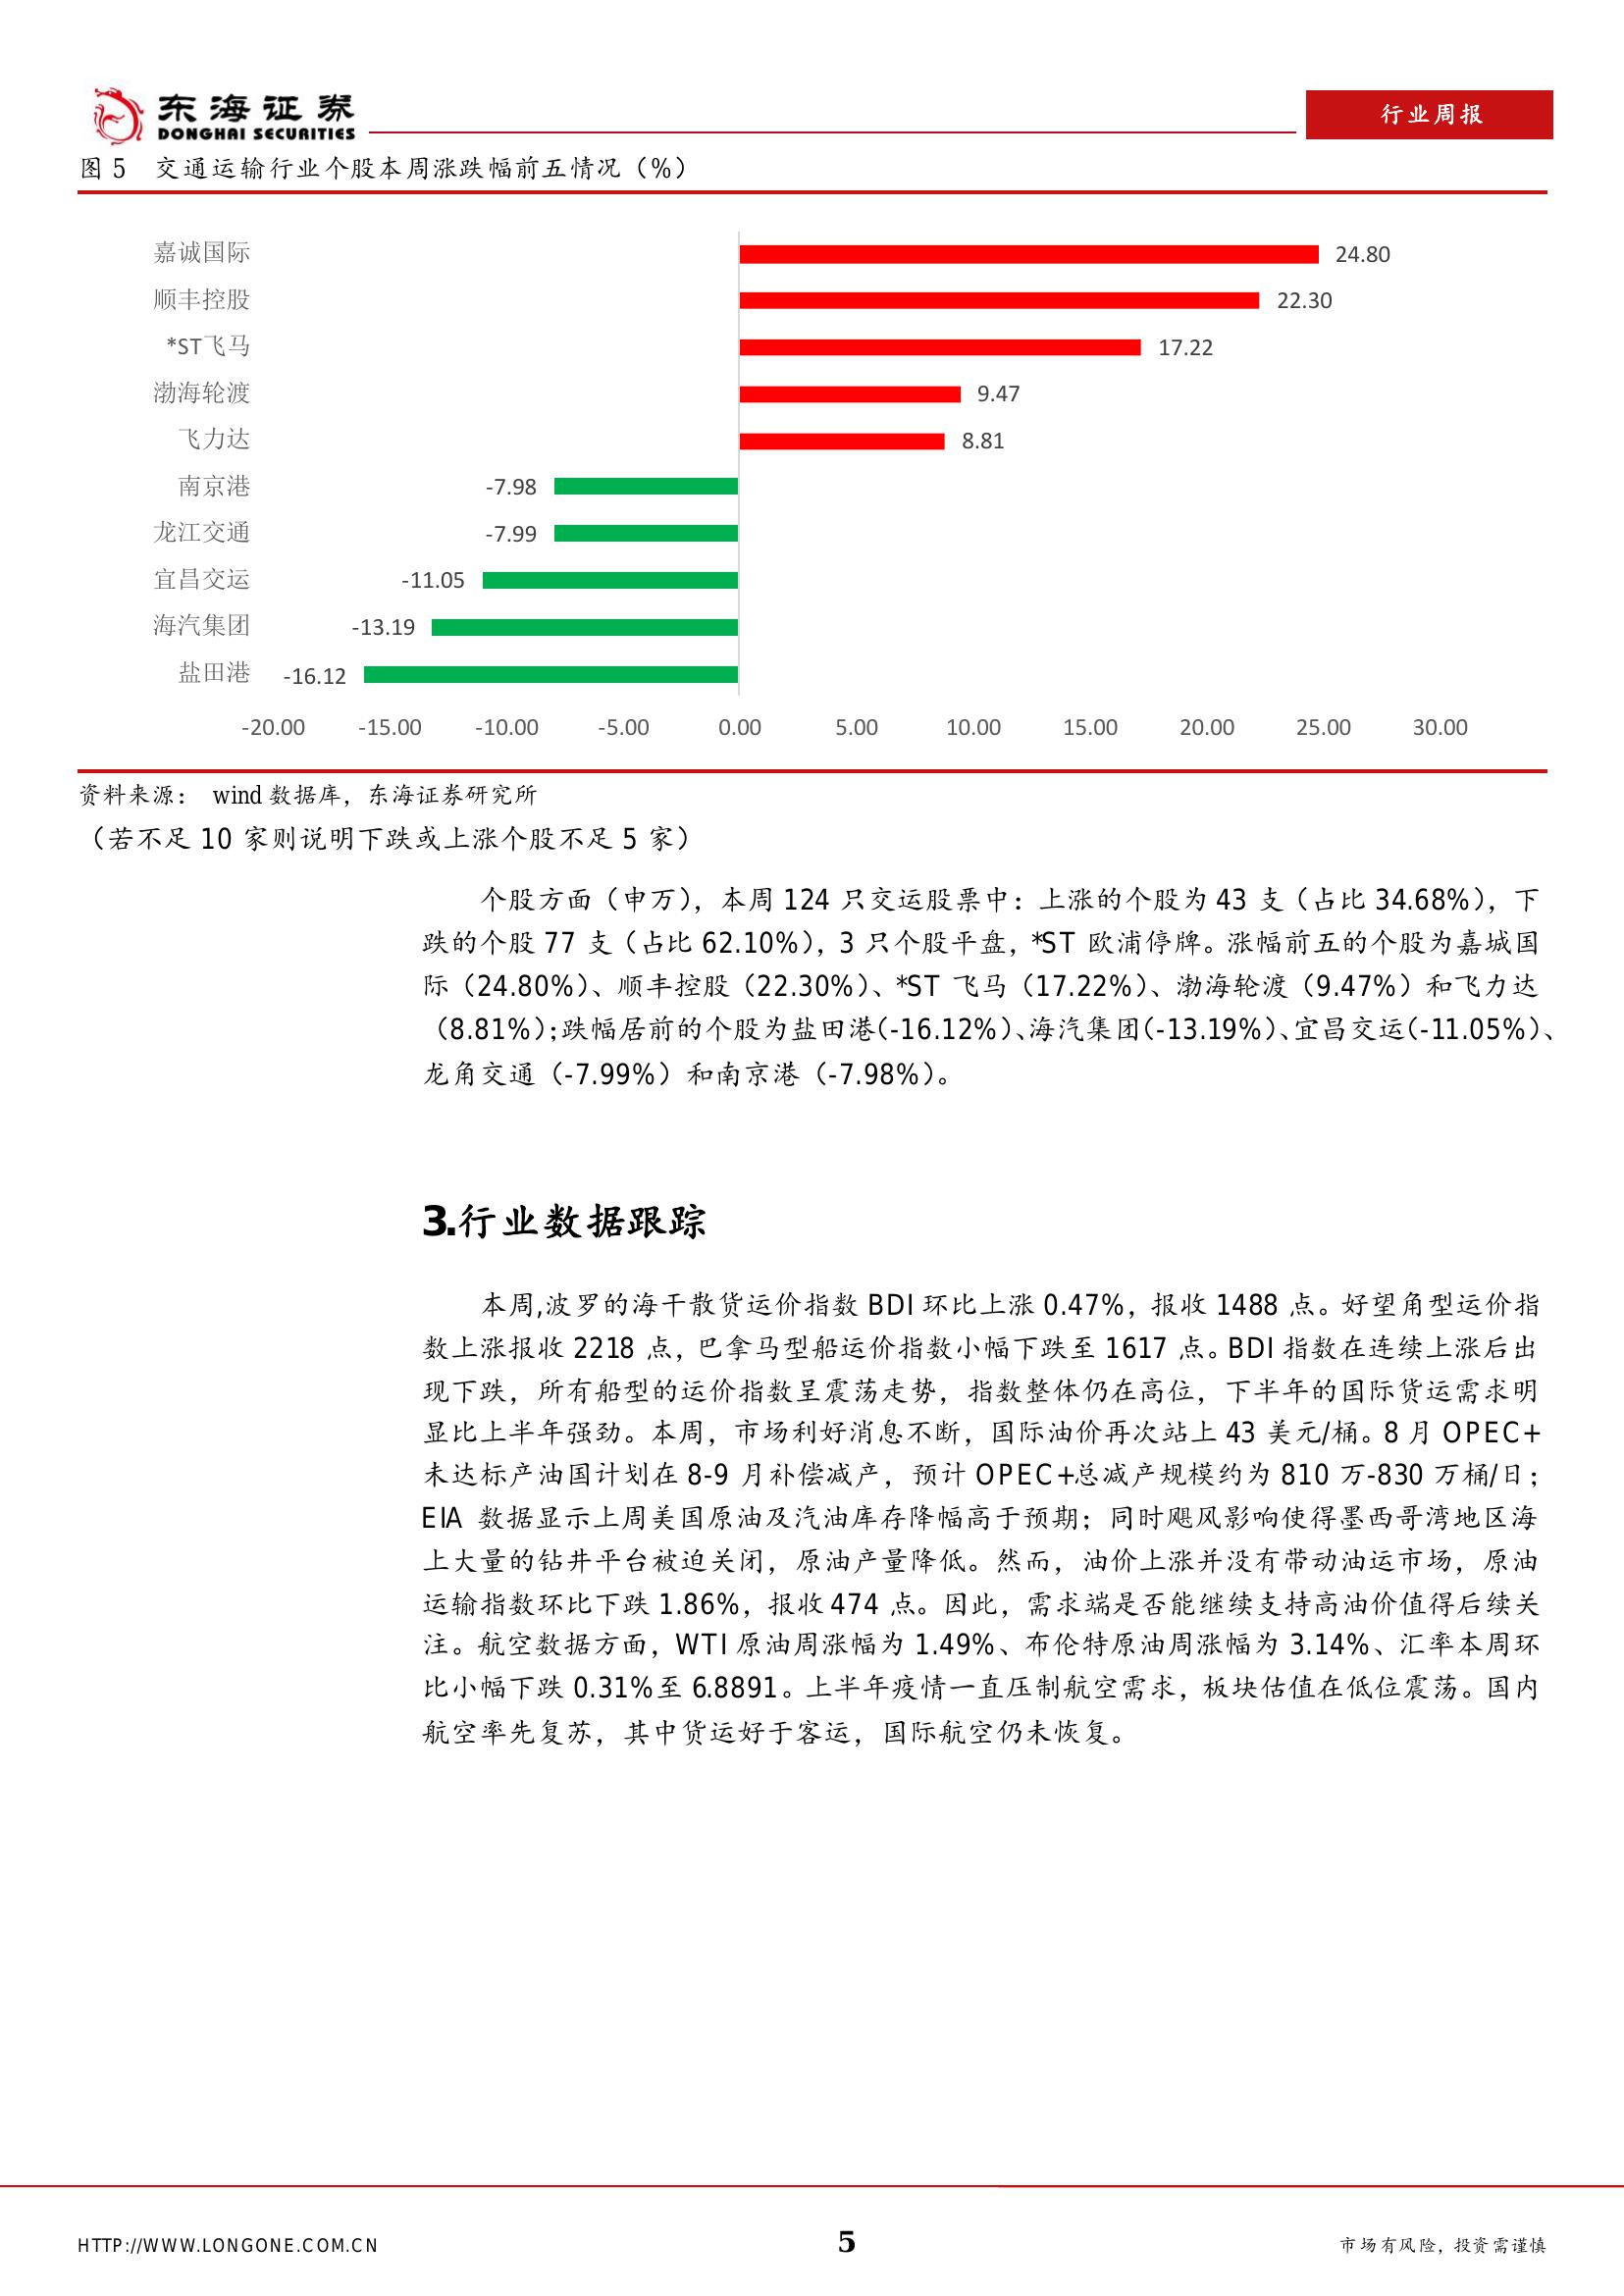 东海证券
DONGHAI SECURITIES
行业周报
图 5 交通运输行业个股本周涨跌幅前五情况（%）
嘉诚国际 24.80
顺丰控股 22.30
*ST飞马 17.22
渤海轮渡 9.47
飞力达 8.81
南京港 -7.98
龙江交通 -7.99
宜昌交运 -11.05
海汽集团 -13.19
盐田港 -16.12
-20.00 -15.00 -10.00 -5.00 0.00 5.00 10.00 15.00 20.00 25.00 30.00
资料来源： wind 数据库，东海证券研究所
（若不足 10 家则说明下跌或上涨个股不足 5 家）
个股方面（申万），本周 124 只交运股票中：上涨的个股为 43 支（占比 34.68%），下
跌的个股 77 支（占比 62.10%），3 只个股平盘，*ST 欧浦停牌。涨幅前五的个股为嘉城国
际（24.80%）、顺丰控股（22.30%）、*ST 飞马（17.22%）、渤海轮渡（9.47%）和飞力达
（8.81%）；跌幅居前的个股为盐田港（-16.12%）、海汽集团（-13.19%）、宜昌交运（-11.05%）、
龙角交通（-7.99%）和南京港（-7.98%）。
3.行业数据跟踪
本周,波罗的海干散货运价指数 BDI 环比上涨 0.47%，报收 1488 点。好望角型运价指
数上涨报收 2218 点，巴拿马型船运价指数小幅下跌至 1617 点。BDI 指数在连续上涨后出
现下跌，所有船型的运价指数呈震荡走势，指数整体仍在高位，下半年的国际货运需求明
显比上半年强劲。本周，市场利好消息不断，国际油价再次站上 43 美元/桶。8 月 OPEC+
未达标产油国计划在 8-9 月补偿减产，预计 OPEC+总减产规模约为 810 万-830 万桶/日；
EIA 数据显示上周美国原油及汽油库存降幅高于预期；同时飓风影响使得墨西哥湾地区海
上大量的钻井平台被迫关闭，原油产量降低。然而，油价上涨并没有带动油运市场，原油
运输指数环比下跌 1.86%，报收 474 点。因此，需求端是否能继续支持高油价值得后续关
注。航空数据方面，WTI 原油周涨幅为 1.49%、布伦特原油周涨幅为 3.14%、汇率本周环
比小幅下跌 0.31%至 6.8891。上半年疫情一直压制航空需求，板块估值在低位震荡。国内
航空率先复苏，其中货运好于客运，国际航空仍未恢复。
HTTP://WWW.LONGONE.COM.CN 5 市场有风险，投资需谨慎